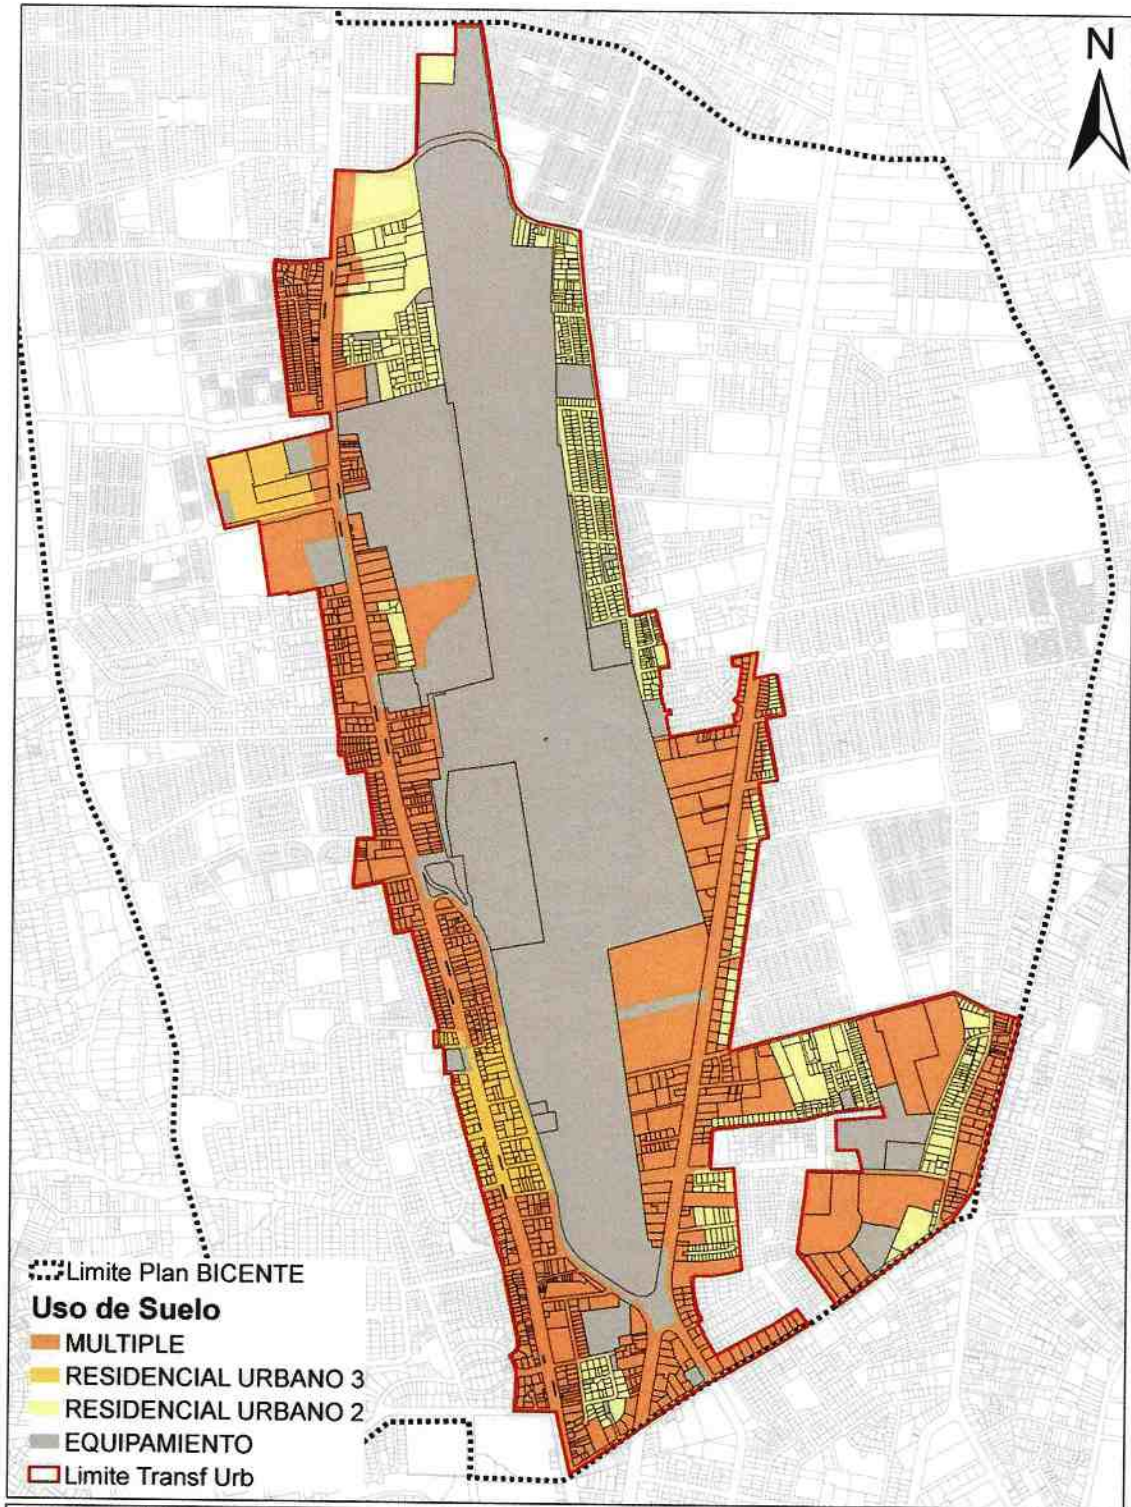 N
Limite Plan BICENTE
Uso de Suelo
MULTIPLE
RESIDENCIAL URBANO 3
RESIDENCIAL URBANO 2
EQUIPAMIENTO
Limite Transf Urb